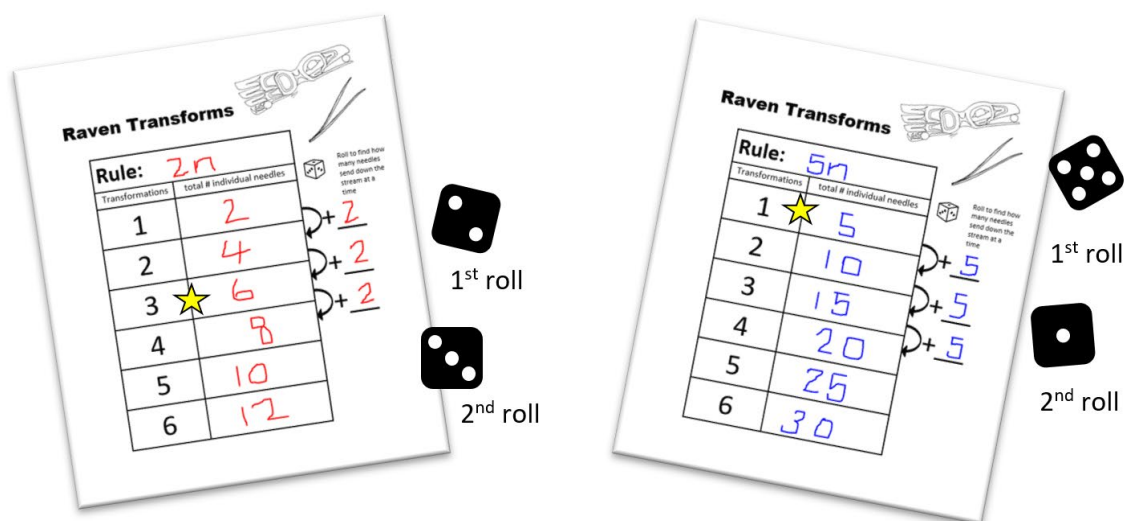 Raven Transforms
Rule: 2n
Transformations total # individual needles
Roll to find how
many needles
send down the
stream at a
time
1 2
+ 2
2 4
+ 2
3 6
+ 2
4 8
5 10
6 12
1st roll
2nd roll
Raven Transforms
Rule: 5n
Transformations total # individual needles
Roll to find how
many needles
send down the
stream at a
time
1 5
+ 5
2 10
+ 5
3 15
+ 5
4 20
5 25
6 30
1st roll
2nd roll